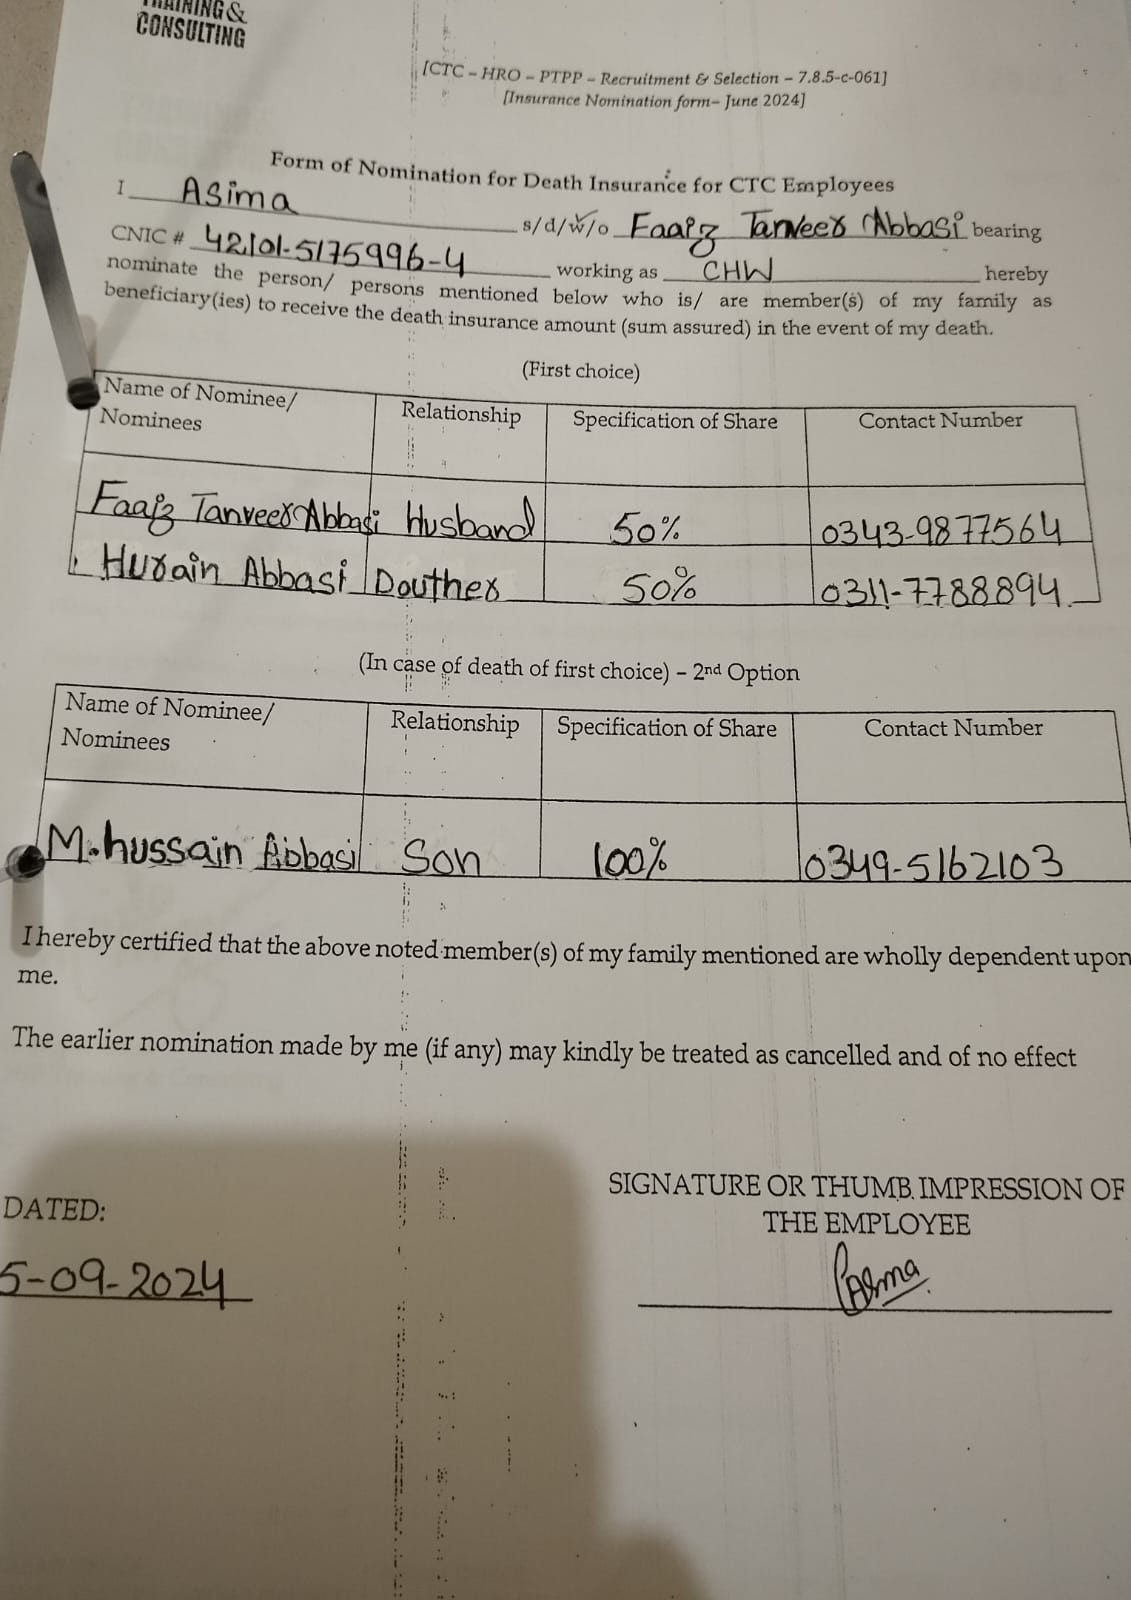 TRAINING &
CONSULTING
[CTC – HRO – PTPP – Recruitment & Selection – 7.8.5-c-061]
[Insurance Nomination form– June 2024]
Form of Nomination for Death Insurance for CTC Employees
I Asima s/d/w/o Faaiz Tanveer Abbasi bearing
CNIC # 42101-5175996-4 working as CHW hereby
nominate the person/ persons mentioned below who is/ are member(s) of my family as
beneficiary(ies) to receive the death insurance amount (sum assured) in the event of my death.
(First choice)
Name of Nominee/ Nominees Relationship Specification of Share Contact Number
Faaiz Tanveer Abbasi Husband 50% 0343-9877564
Hurain Abbasi Douther 50% 0311-7788894
(In case of death of first choice) – 2nd Option
Name of Nominee/ Nominees Relationship Specification of Share Contact Number
M. hussain Abbasi Son 100% 0349-5162103
I hereby certified that the above noted member(s) of my family mentioned are wholly dependent upon
me.
The earlier nomination made by me (if any) may kindly be treated as cancelled and of no effect
SIGNATURE OR THUMB IMPRESSION OF
THE EMPLOYEE
DATED:
5-09-2024
Asma